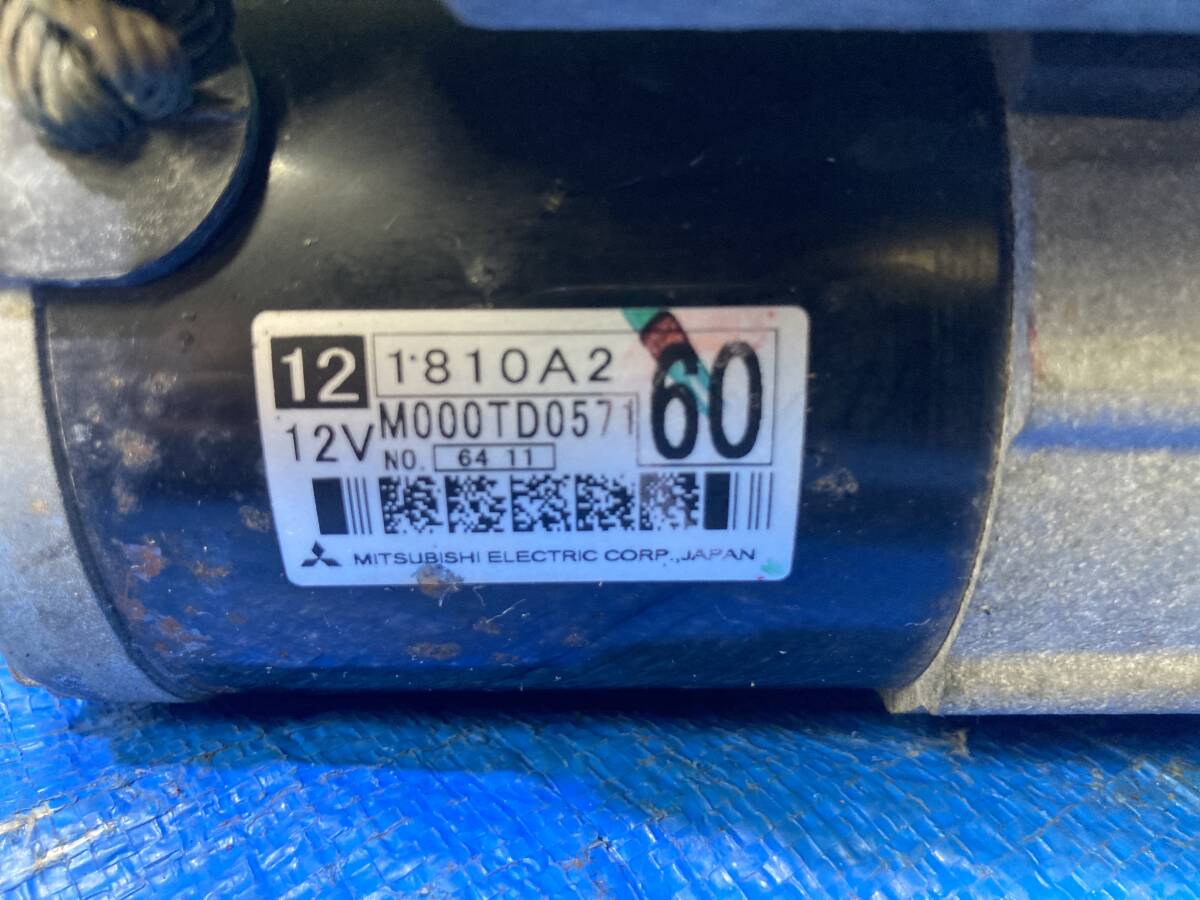 12 1810A2 60
12V M000TD0571
NO. 64 11
MITSUBISHI ELECTRIC CORP.,JAPAN